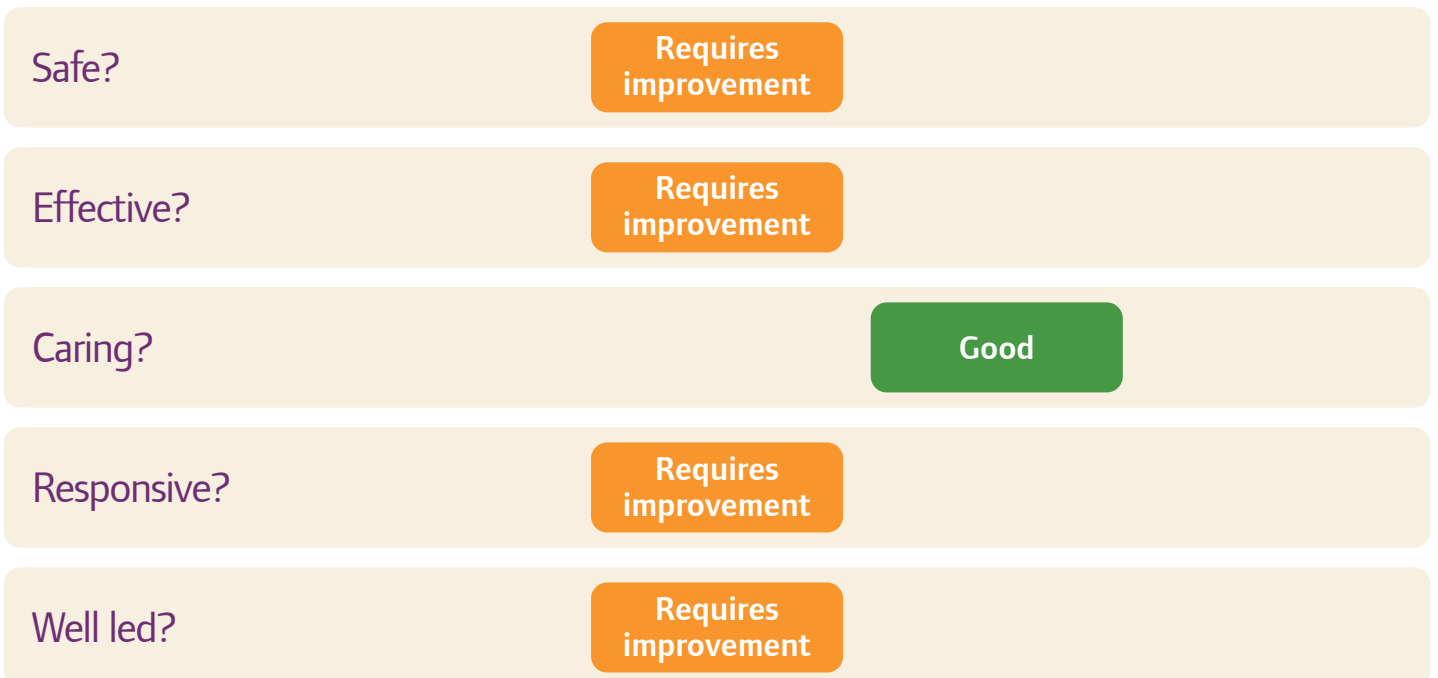 Safe?
Requires
improvement
Effective?
Requires
improvement
Caring?
Good
Responsive?
Requires
improvement
Well led?
Requires
improvement